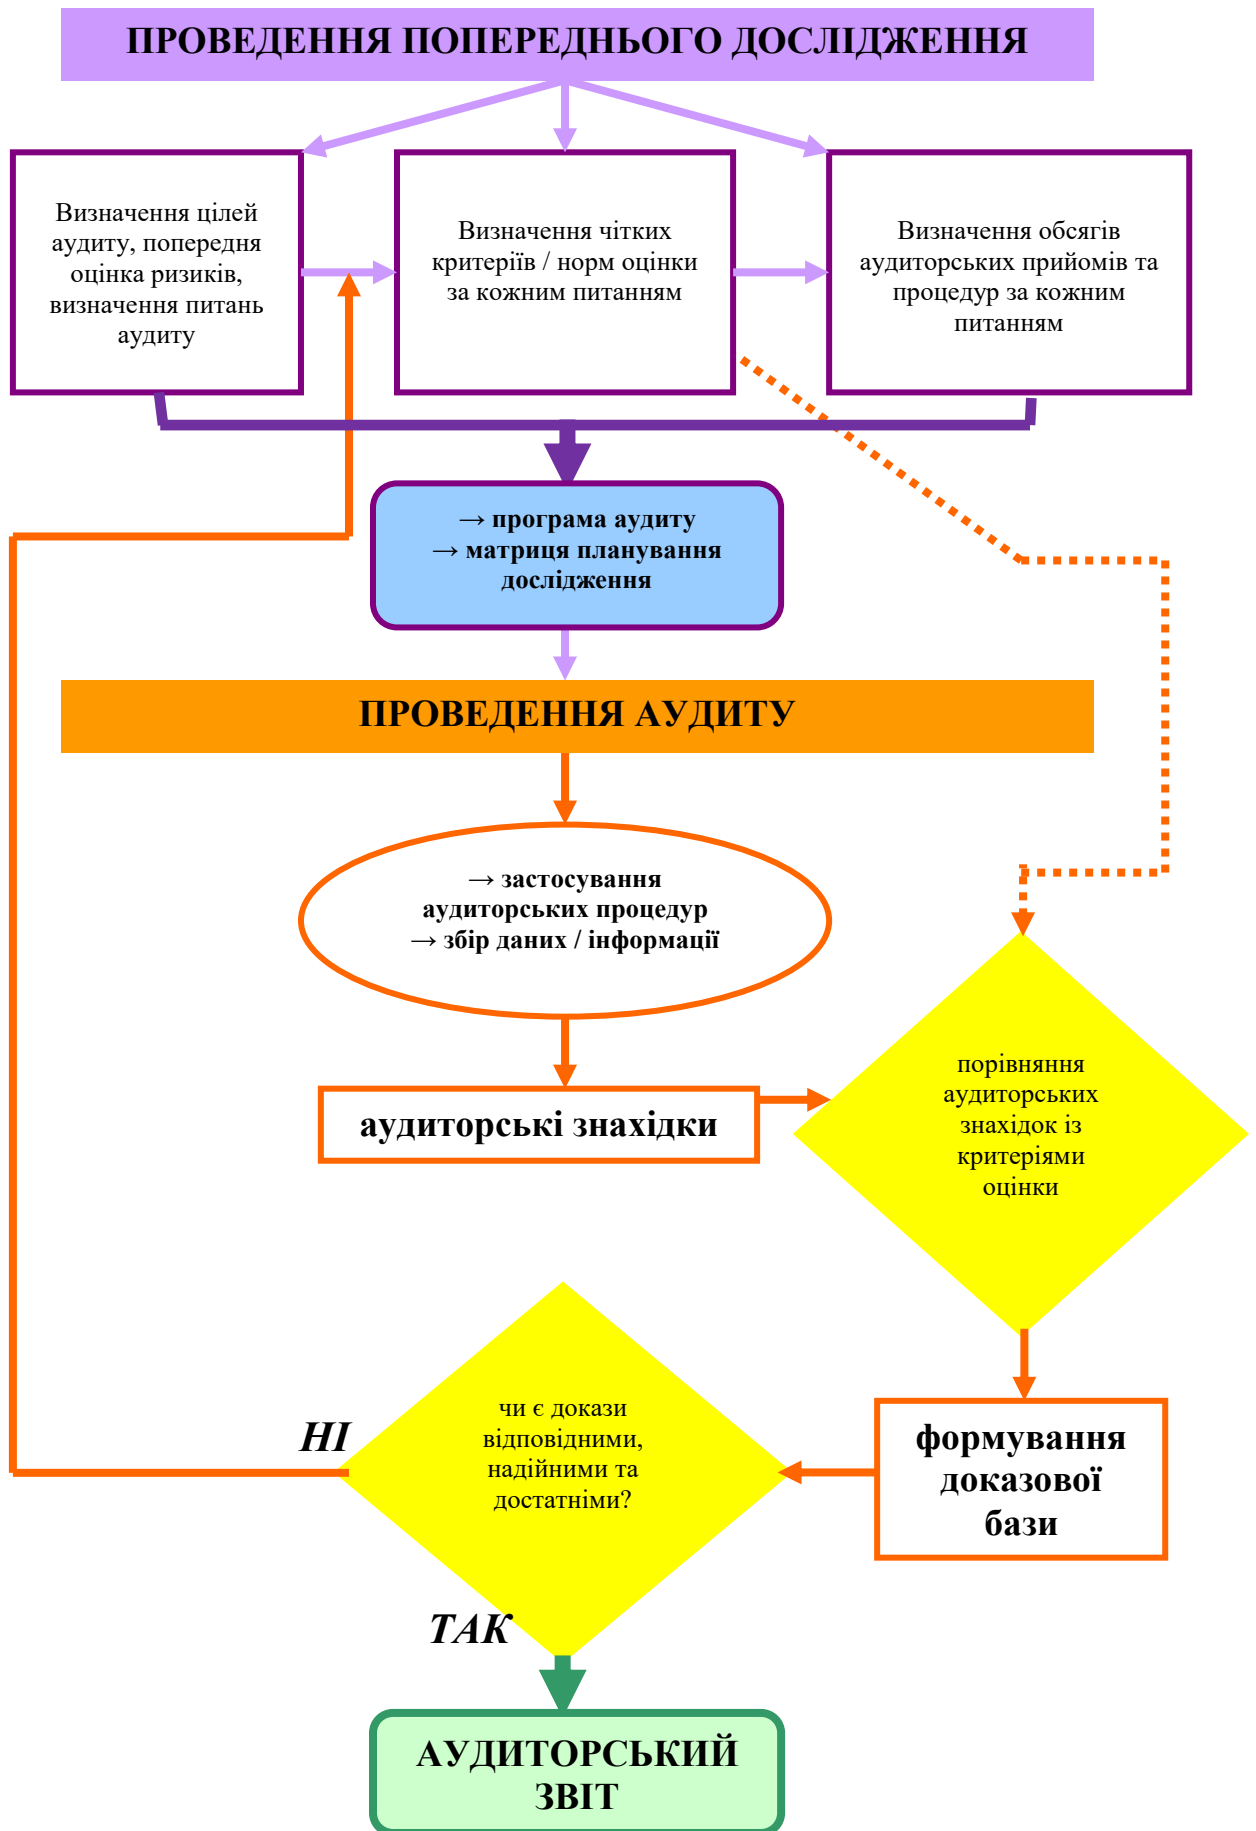 ПРОВЕДЕННЯ ПОПЕРЕДНЬОГО ДОСЛІДЖЕННЯ
Визначення цілей
аудиту, попередня
оцінка ризиків,
визначення питань
аудиту
Визначення чітких
критеріїв / норм оцінки
за кожним питанням
Визначення обсягів
аудиторських прийомів та
процедур за кожним
питанням
→ програма аудиту
→ матриця планування
дослідження
ПРОВЕДЕННЯ АУДИТУ
→ застосування
аудиторських процедур
→ збір даних / інформації
аудиторські знахідки
порівняння
аудиторських
знахідок із
критеріями
оцінки
формування
доказової
бази
чи є докази
відповідними,
надійними та
достатніми?
НІ
ТАК
АУДИТОРСЬКИЙ
ЗВІТ